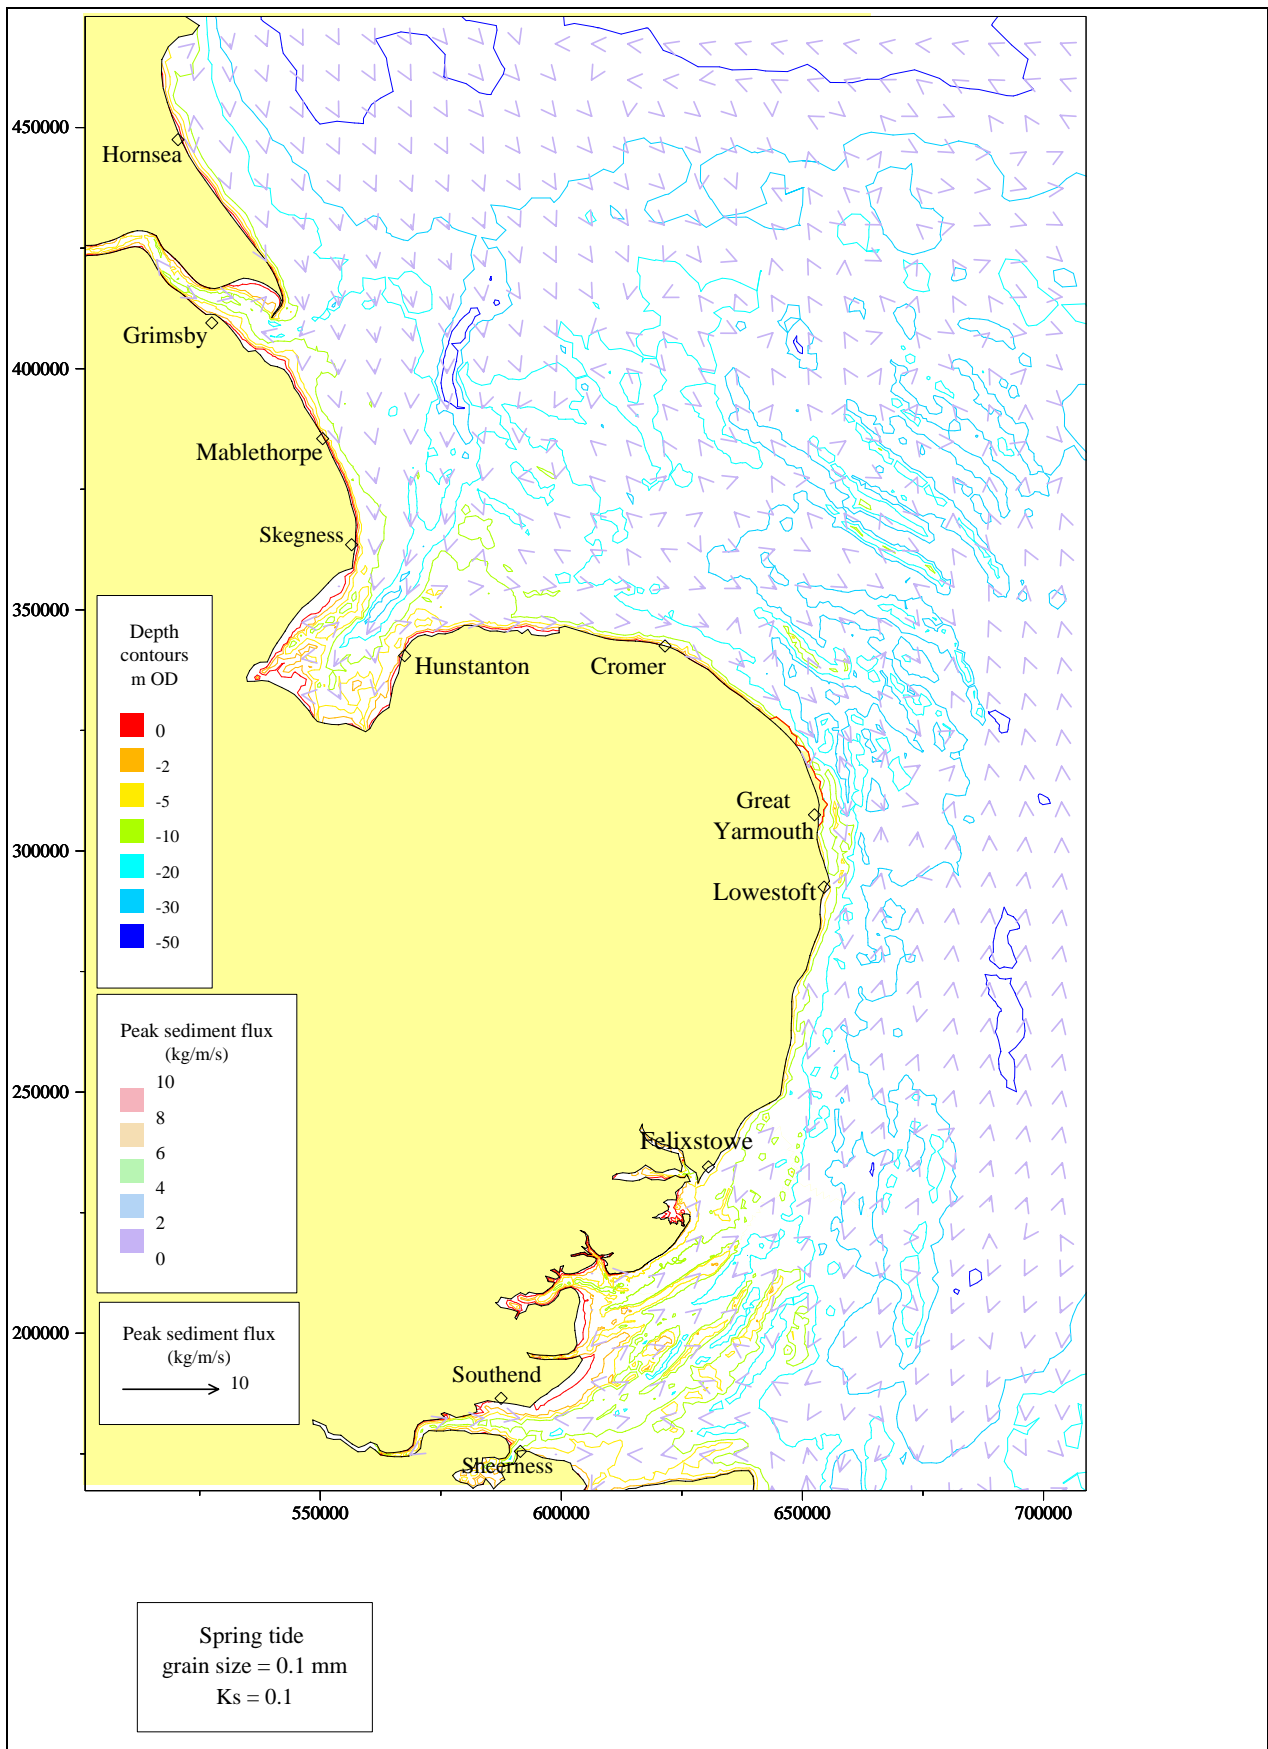 450000
Hornsea
Grimsby
400000
Mablethorpe
Skegness
350000
Hunstanton
Cromer
Depth
contours
m OD
0
-2
-5
-10
-20
-30
-50
Great
Yarmouth
300000
Lowestoft
Peak sediment flux
(kg/m/s)
10
8
6
4
2
0
250000
Felixstowe
200000
Peak sediment flux
(kg/m/s)
10
Southend
Sheerness
550000
600000
650000
700000
Spring tide
grain size = 0.1 mm
Ks = 0.1